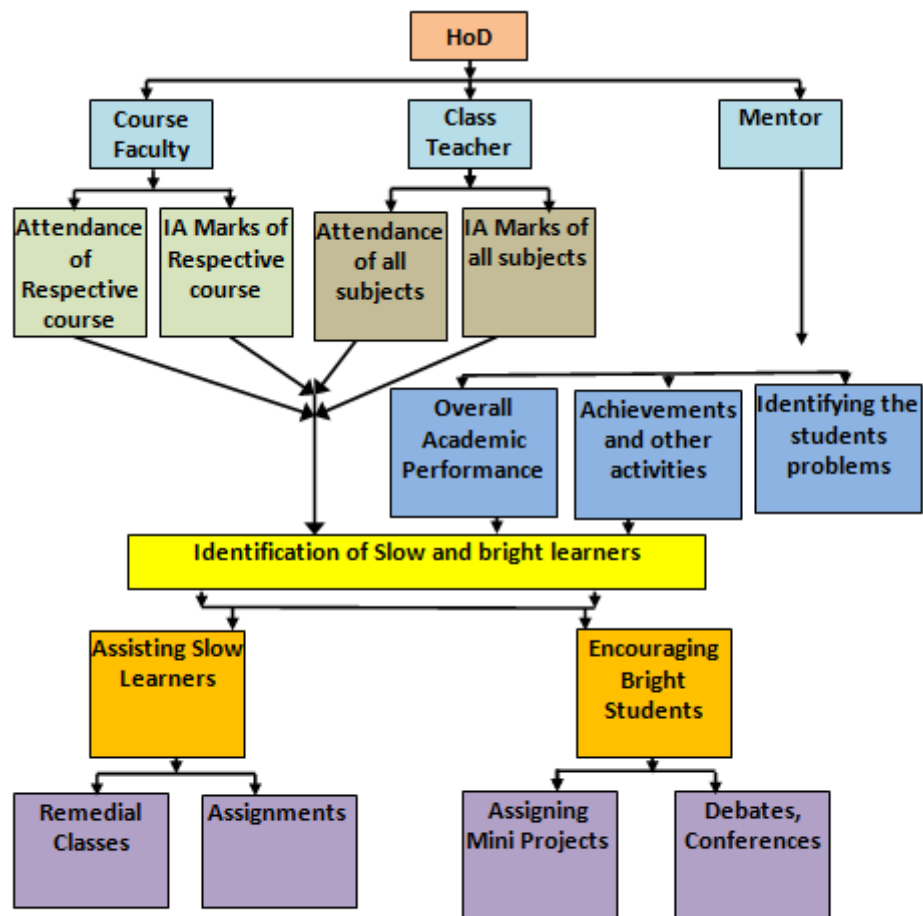 HoD
Course
Faculty
Class
Teacher
Mentor
Attendance
of
Respective
course
IA Marks of
Respective
course
Attendance
of all
subjects
IA Marks of
all subjects
Overall
Academic
Performance
Achievements
and other
activities
Identifying the
students
problems
Identification of Slow and bright learners
Assisting Slow
Learners
Encouraging
Bright
Students
Remedial
Classes
Assignments
Assigning
Mini Projects
Debates,
Conferences